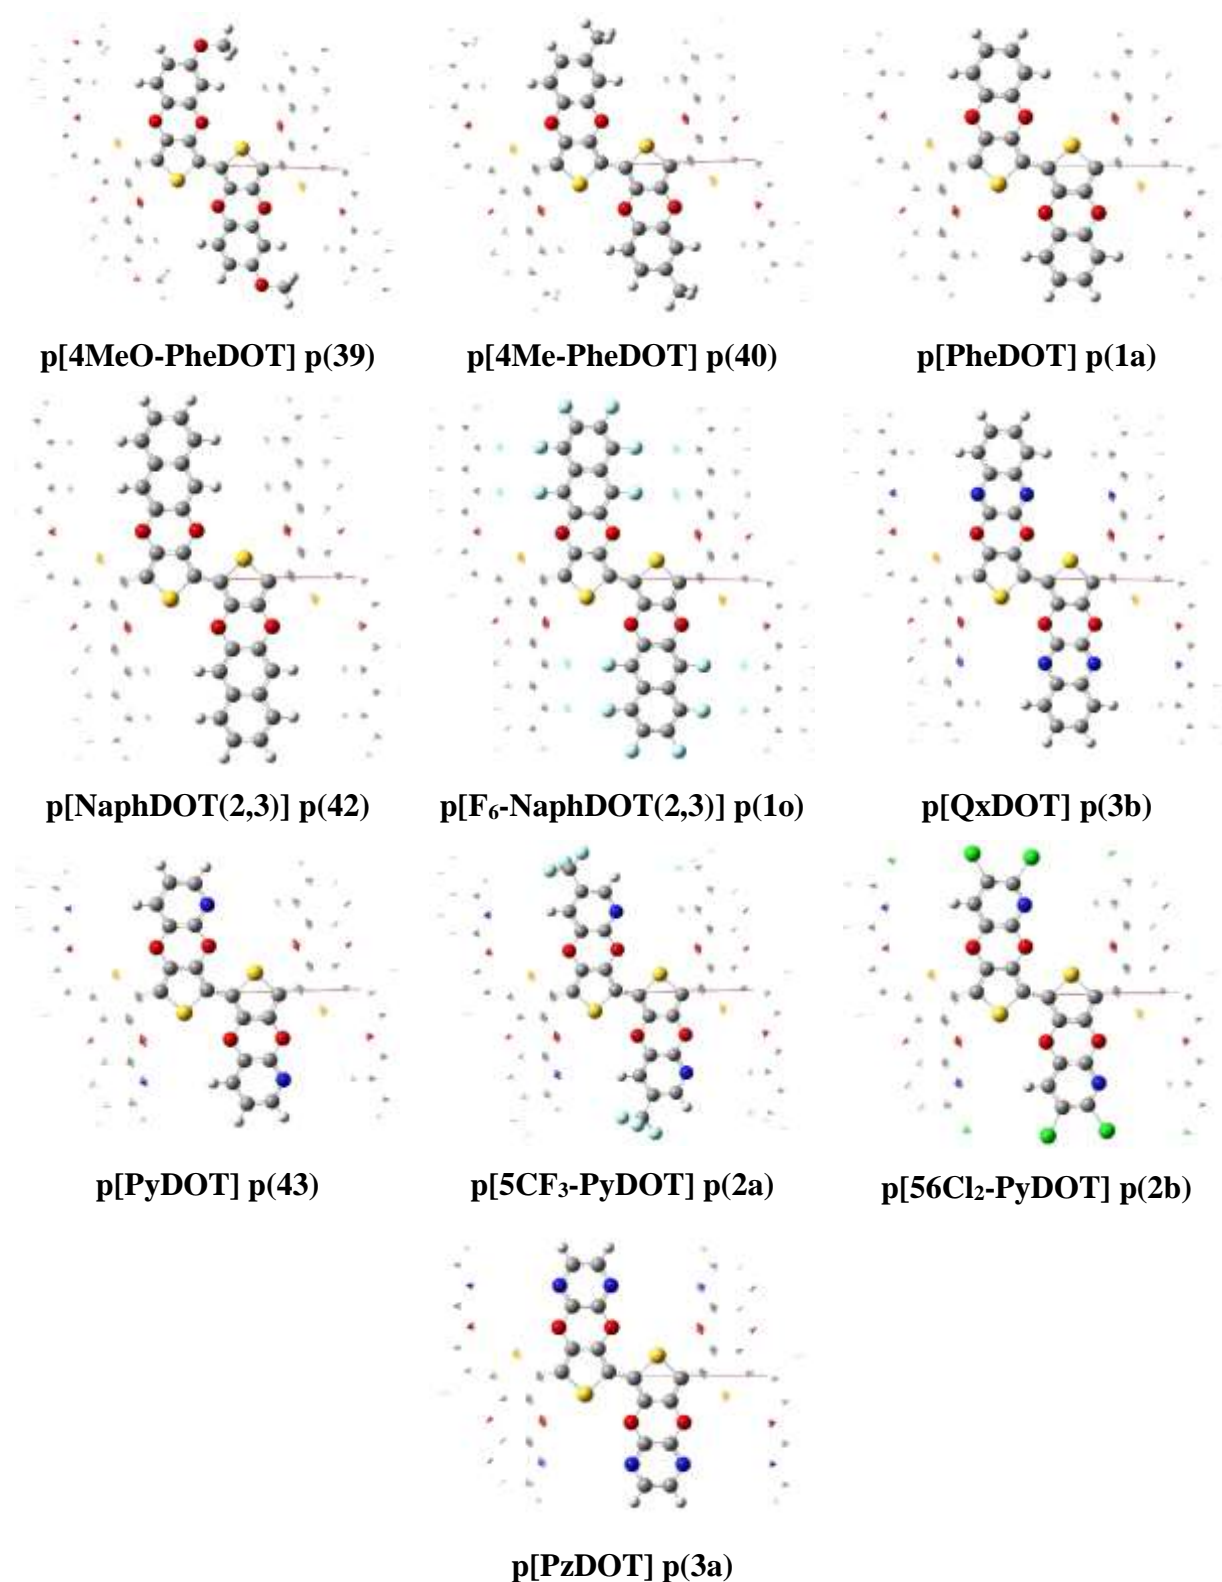 p[4MeO-PheDOT] p(39)
p[4Me-PheDOT] p(40)
p[PheDOT] p(1a)
p[NaphDOT(2,3)] p(42)
p[F₆-NaphDOT(2,3)] p(1o)
p[QxDOT] p(3b)
p[PyDOT] p(43)
p[5CF₃-PyDOT] p(2a)
p[56Cl₂-PyDOT] p(2b)
p[PzDOT] p(3a)